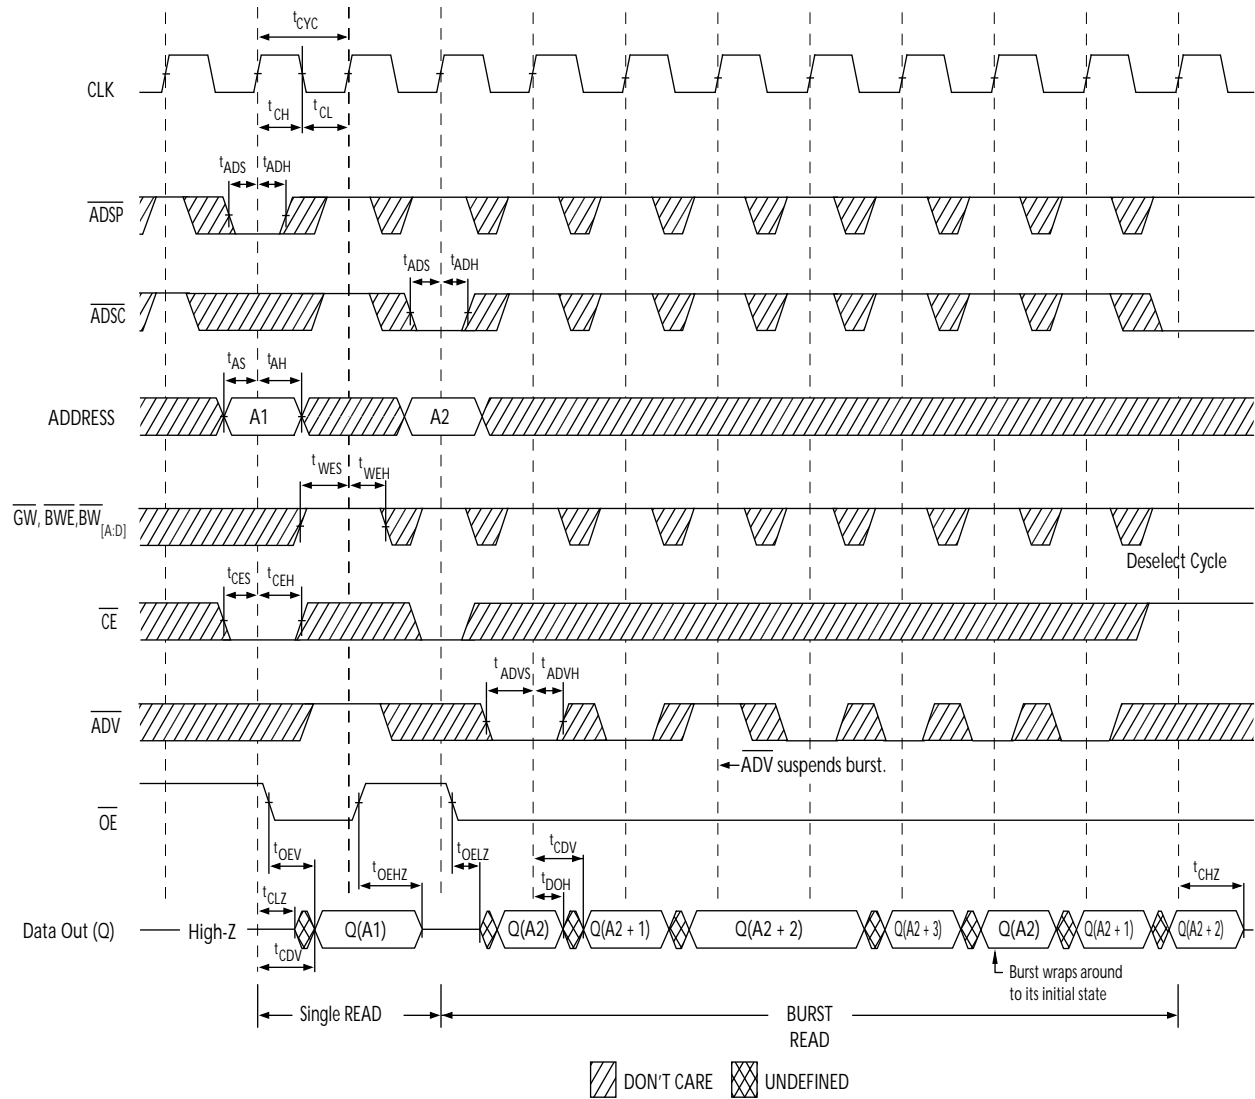 tCYC
CLK
tCH
tCL
tADS
tADH
ADSP
tADS
tADH
ADSC
tAS
tAH
ADDRESS
A1
A2
tWES
tWEH
GW, BWE,BW[A:D]
Deselect Cycle
tCES
tCEH
CE
tADVS
tADVH
ADV
ADV suspends burst.
OE
tOEV
tOEHZ
tOELZ
tCDV
tDOH
tCHZ
tCLZ
Data Out (Q)
High-Z
Q(A1)
Q(A2)
Q(A2 + 1)
Q(A2 + 2)
Q(A2 + 3)
Q(A2)
Q(A2 + 1)
Q(A2 + 2)
tCDV
Burst wraps around
to its initial state
Single READ
BURST
READ
DON'T CARE
UNDEFINED